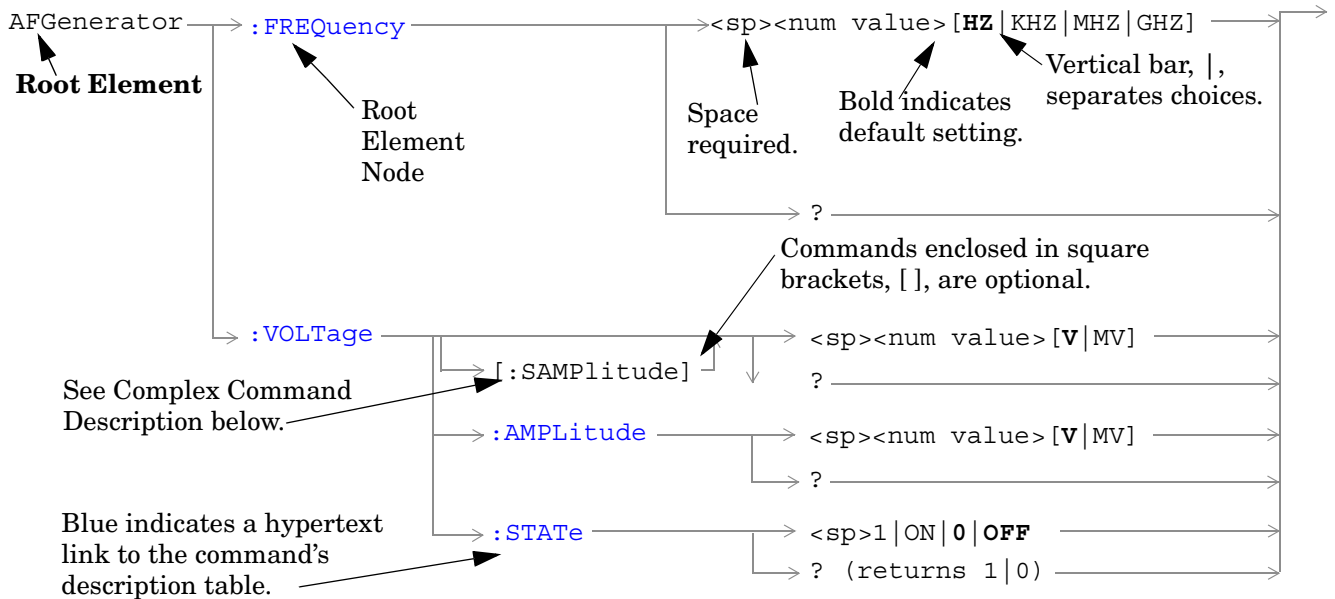 AFGenerator :FREQuency <sp><num value>[HZ|KHZ|MHZ|GHZ]
Root Element
Root
Element
Node
Space
required.
Bold indicates
default setting.
Vertical bar, |,
separates choices.
?
Commands enclosed in square
brackets, [ ], are optional.
:VOLTage <sp><num value>[V|MV]
[:SAMPlitude] ?
See Complex Command
Description below.
:AMPLitude <sp><num value>[V|MV]
?
Blue indicates a hypertext
link to the command's
description table.
:STATe <sp>1|ON|0|OFF
? (returns 1|0)